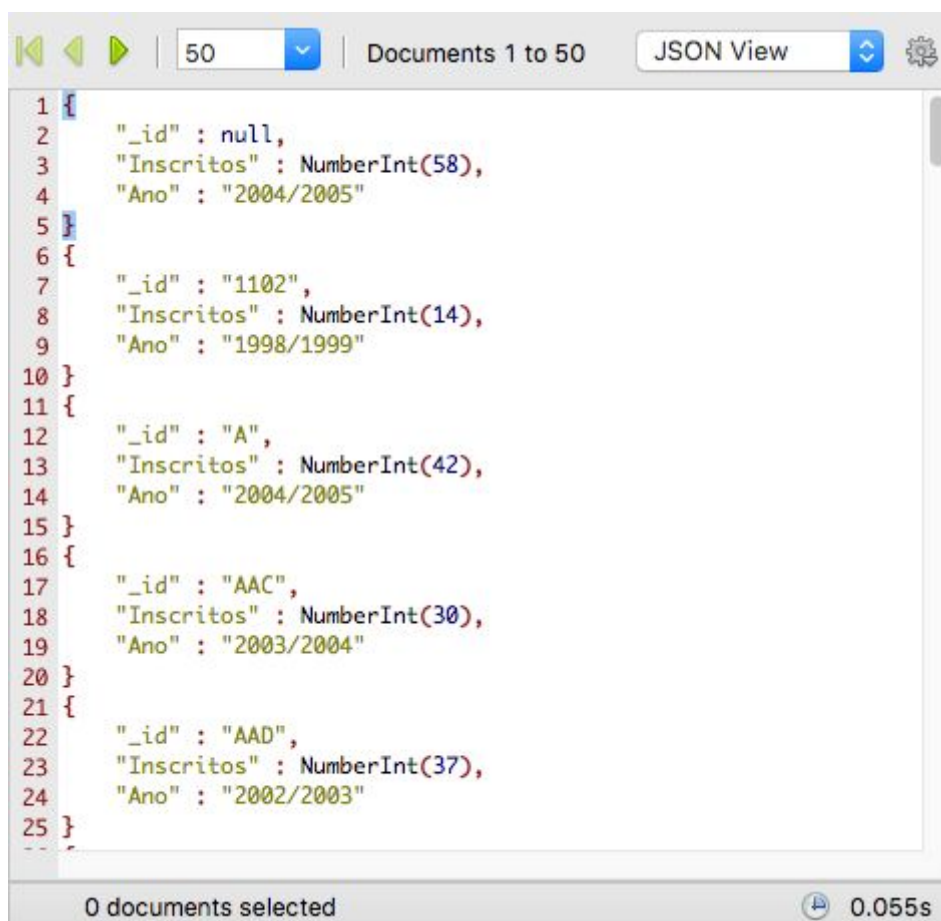 50 Documents 1 to 50 JSON View
1 {
2 "_id" : null,
3 "Inscritos" : NumberInt(58),
4 "Ano" : "2004/2005"
5 }
6 {
7 "_id" : "1102",
8 "Inscritos" : NumberInt(14),
9 "Ano" : "1998/1999"
10 }
11 {
12 "_id" : "A",
13 "Inscritos" : NumberInt(42),
14 "Ano" : "2004/2005"
15 }
16 {
17 "_id" : "AAC",
18 "Inscritos" : NumberInt(30),
19 "Ano" : "2003/2004"
20 }
21 {
22 "_id" : "AAD",
23 "Inscritos" : NumberInt(37),
24 "Ano" : "2002/2003"
25 }
0 documents selected 0.055s